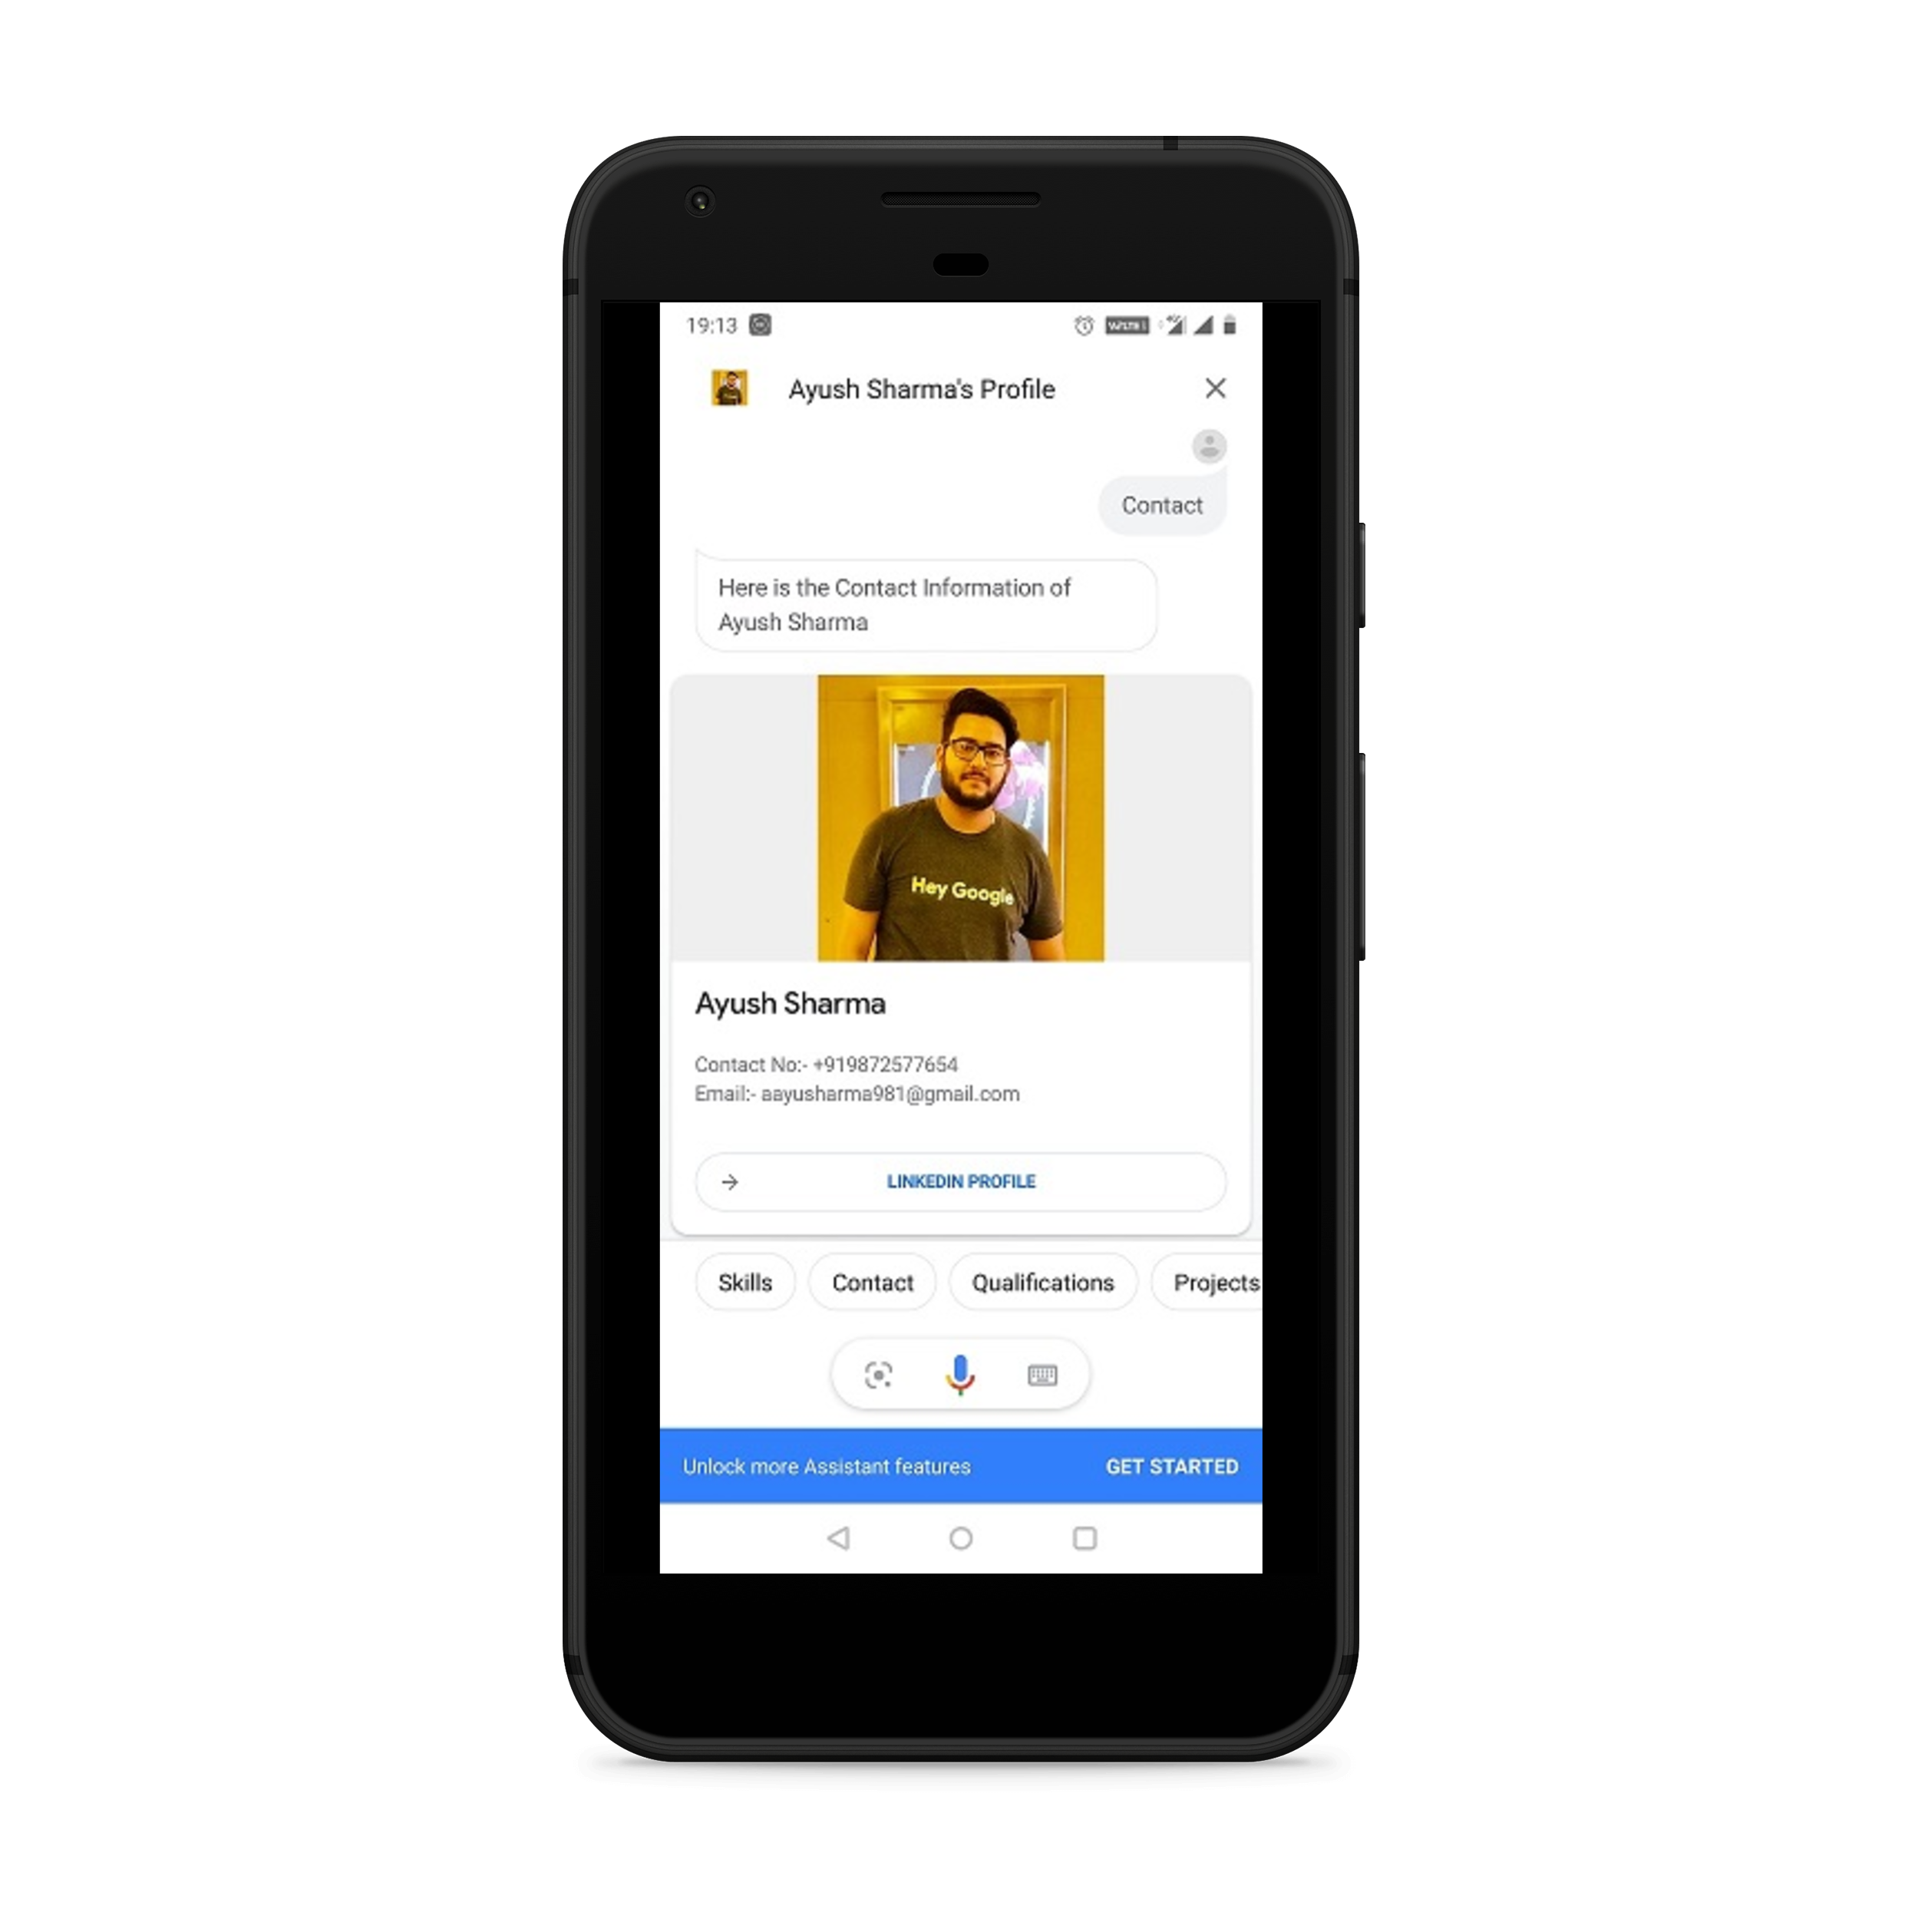 19:13
Ayush Sharma's Profile
Contact
Here is the Contact Information of
Ayush Sharma
Hey Google
Ayush Sharma
Contact No:- +919872577654
Email:- aayusharma981@gmail.com
LINKEDIN PROFILE
Skills Contact Qualifications Projects
Unlock more Assistant features GET STARTED